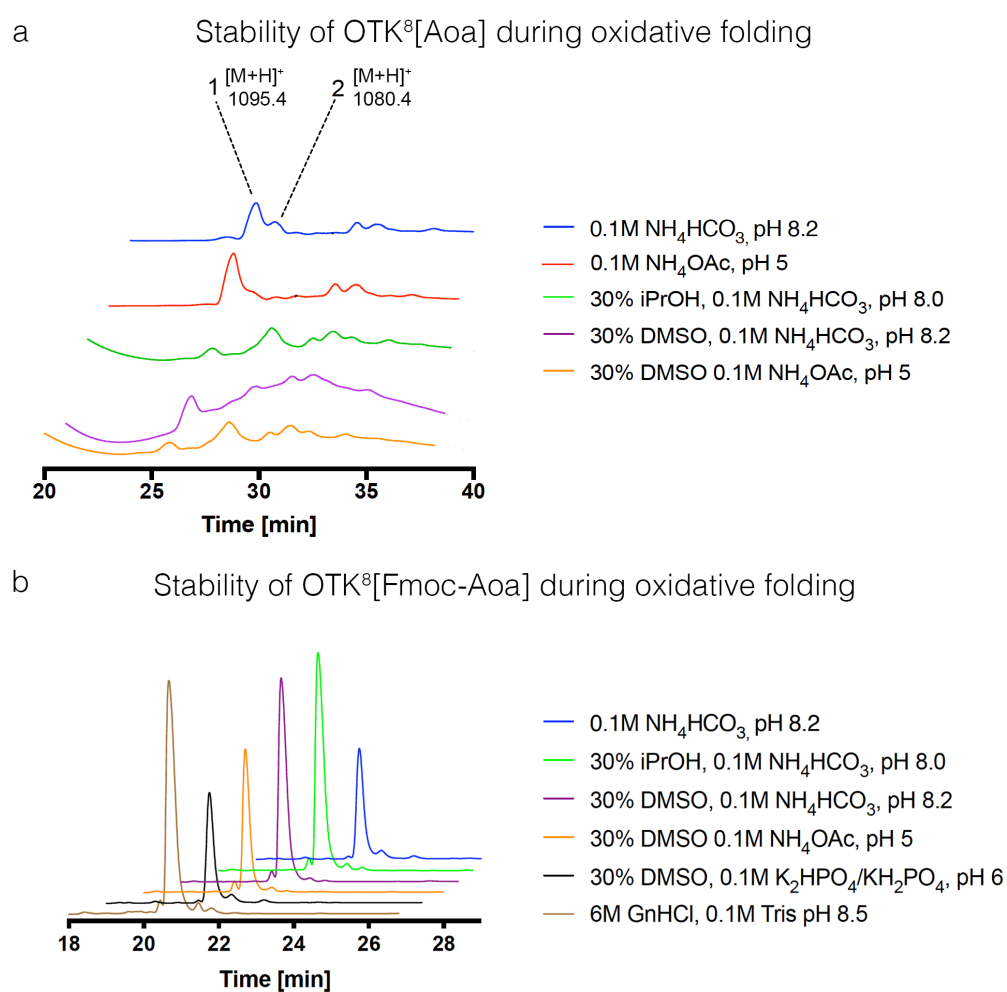 a
Stability of OTK⁸[Aoa] during oxidative folding
1 [M+H]⁺
1095.4
2 [M+H]⁺
1080.4
0.1M NH₄HCO₃, pH 8.2
0.1M NH₄OAc, pH 5
30% iPrOH, 0.1M NH₄HCO₃, pH 8.0
30% DMSO, 0.1M NH₄HCO₃, pH 8.2
30% DMSO 0.1M NH₄OAc, pH 5
20 25 30 35 40
Time [min]
b
Stability of OTK⁸[Fmoc-Aoa] during oxidative folding
0.1M NH₄HCO₃, pH 8.2
30% iPrOH, 0.1M NH₄HCO₃, pH 8.0
30% DMSO, 0.1M NH₄HCO₃, pH 8.2
30% DMSO 0.1M NH₄OAc, pH 5
30% DMSO, 0.1M K₂HPO₄/KH₂PO₄, pH 6
6M GnHCl, 0.1M Tris pH 8.5
18 20 22 24 26 28
Time [min]